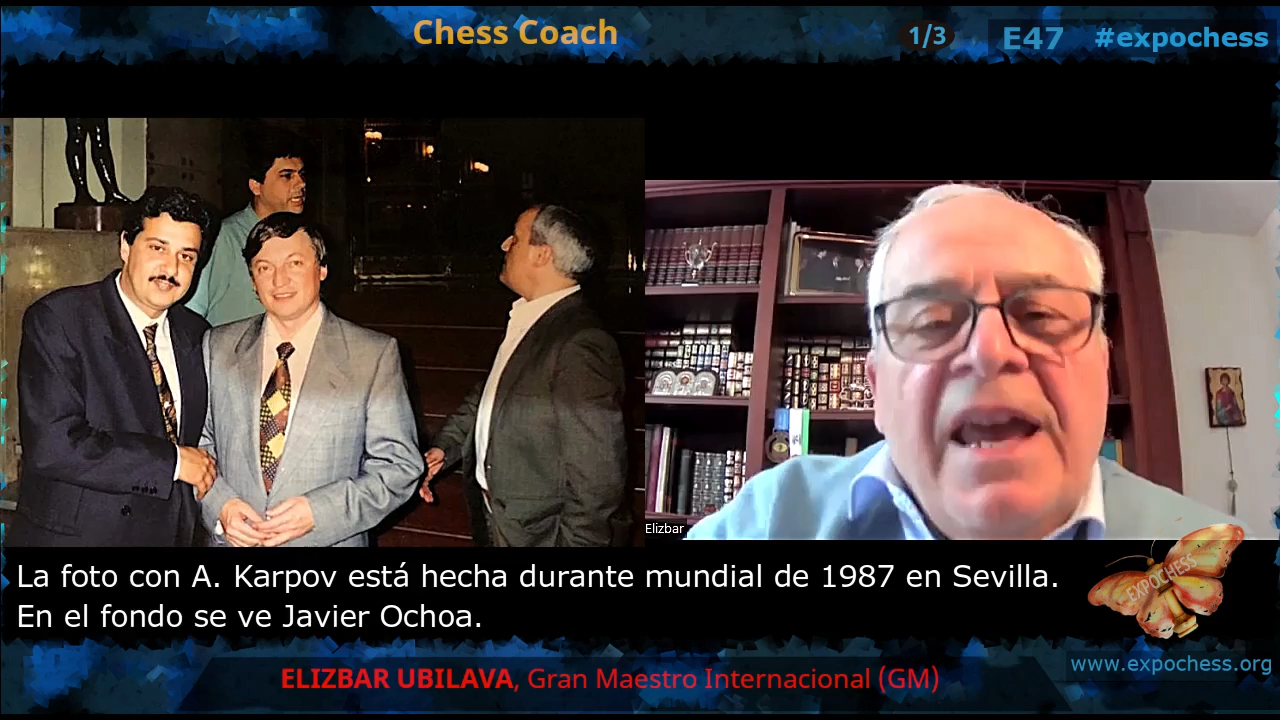 Chess Coach
1/3
E47
#expochess
Elizbar
La foto con A. Karpov está hecha durante mundial de 1987 en Sevilla.
En el fondo se ve Javier Ochoa.
EXPOCHESS
ELIZBAR UBILAVA, Gran Maestro Internacional (GM)
www.expochess.org